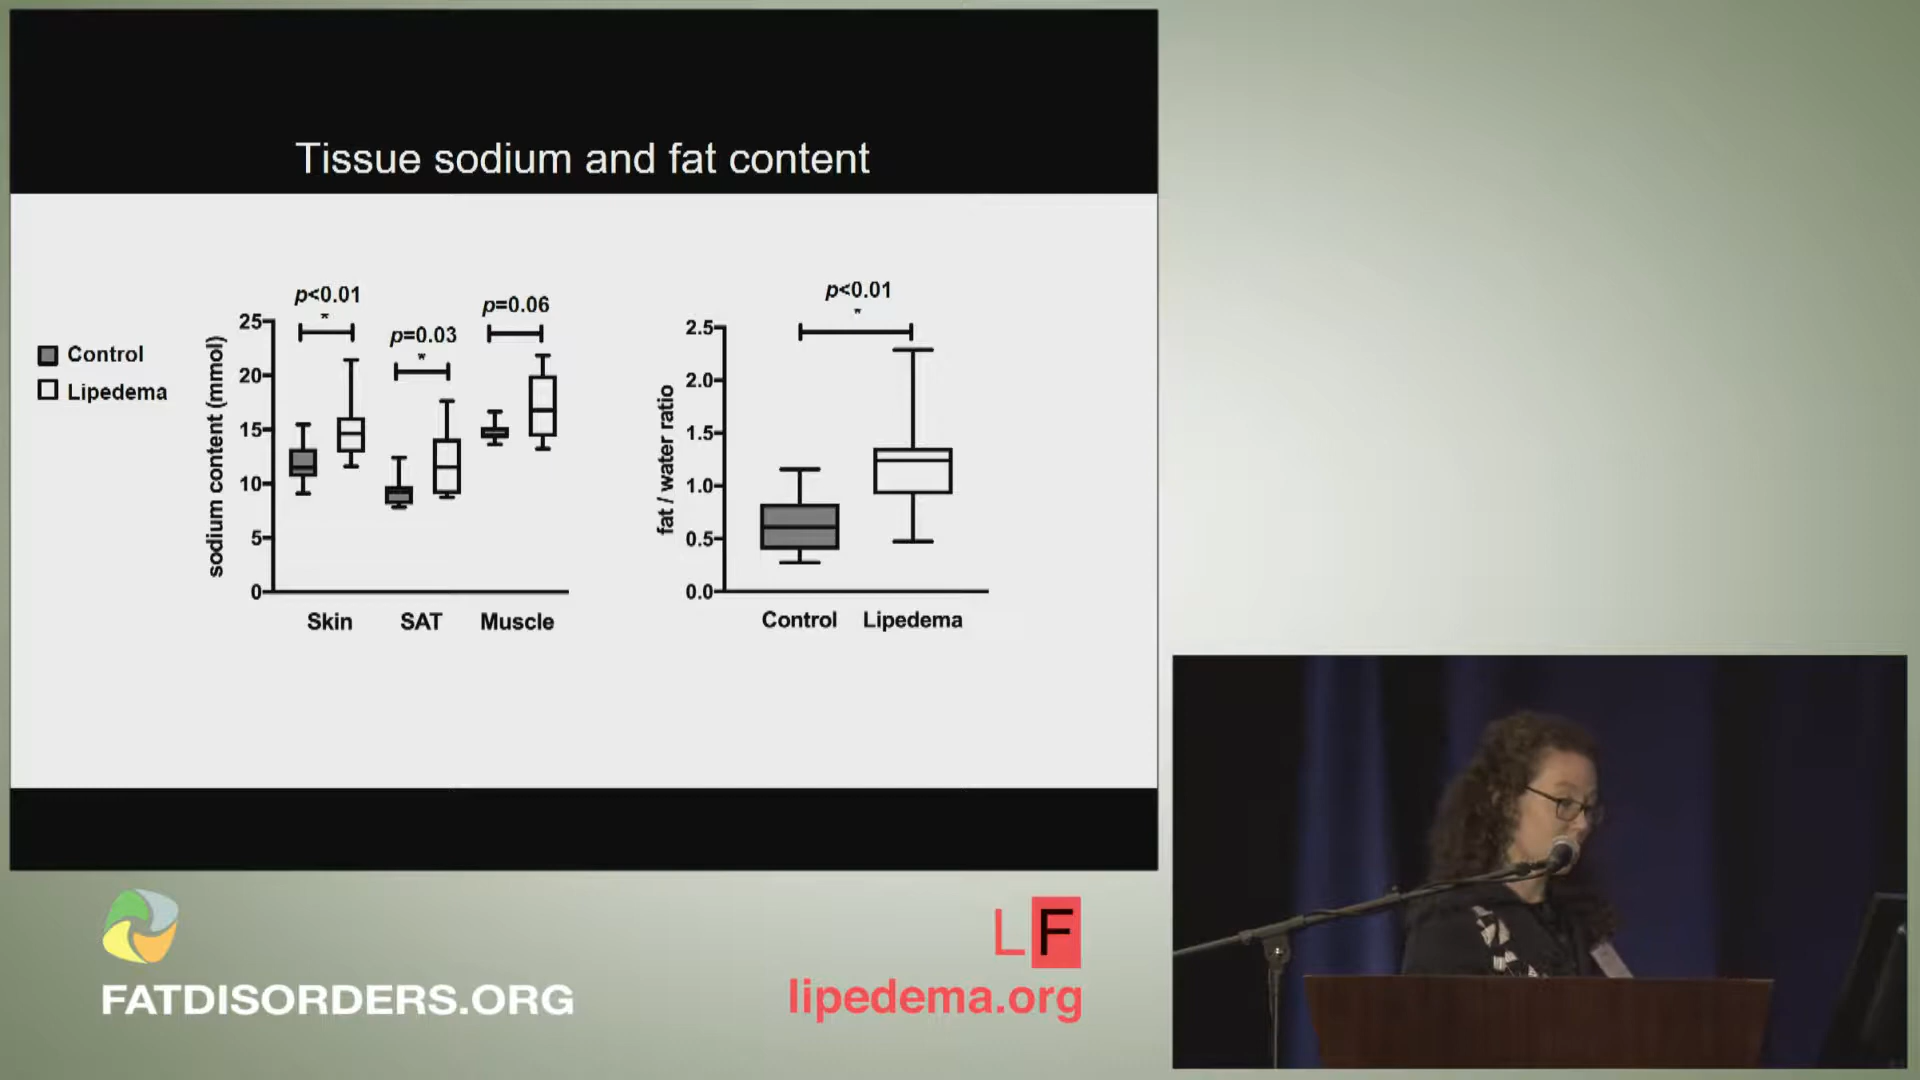 Tissue sodium and fat content
Control
Lipedema
sodium content (mmol)
25
20
15
10
5
0
p<0.01
*
p=0.03
*
p=0.06
Skin SAT Muscle
fat / water ratio
2.5
2.0
1.5
1.0
0.5
0.0
p<0.01
*
Control Lipedema
FATDISORDERS.ORG
LF
lipedema.org